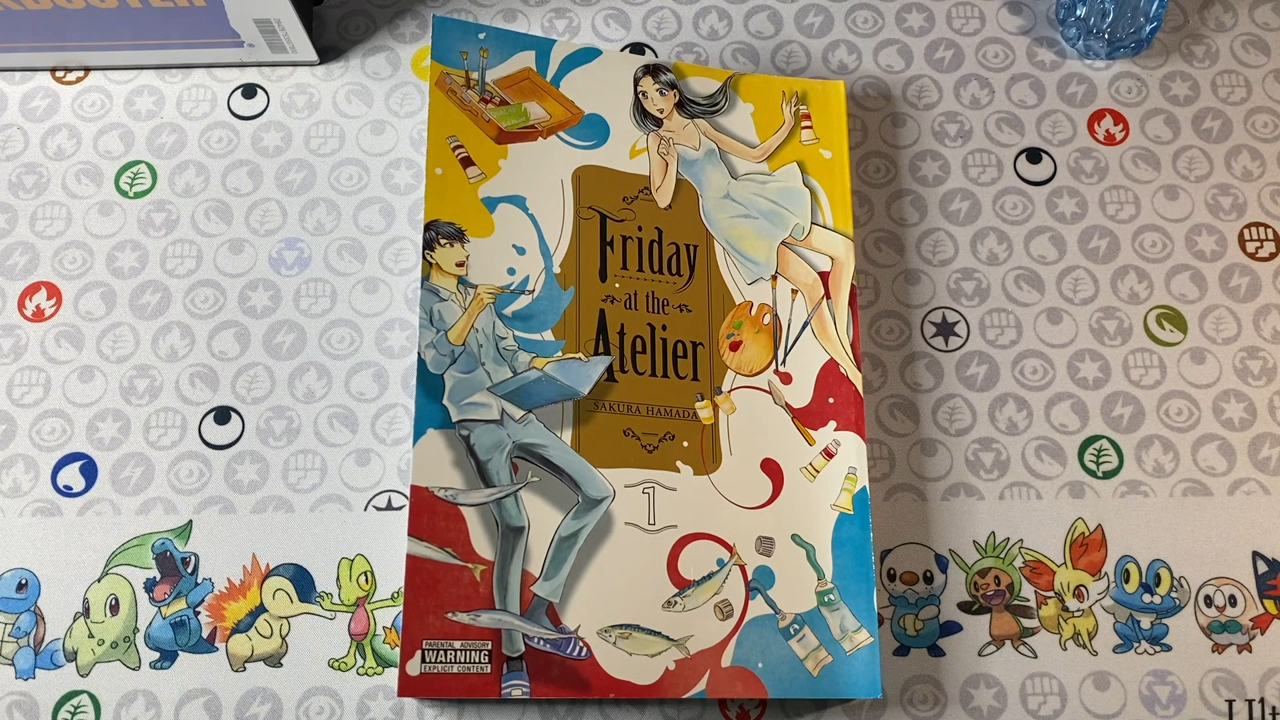 Friday
at the
Atelier
SAKURA HAMADA
1
PARENTAL ADVISORY
WARNING
EXPLICIT CONTENT